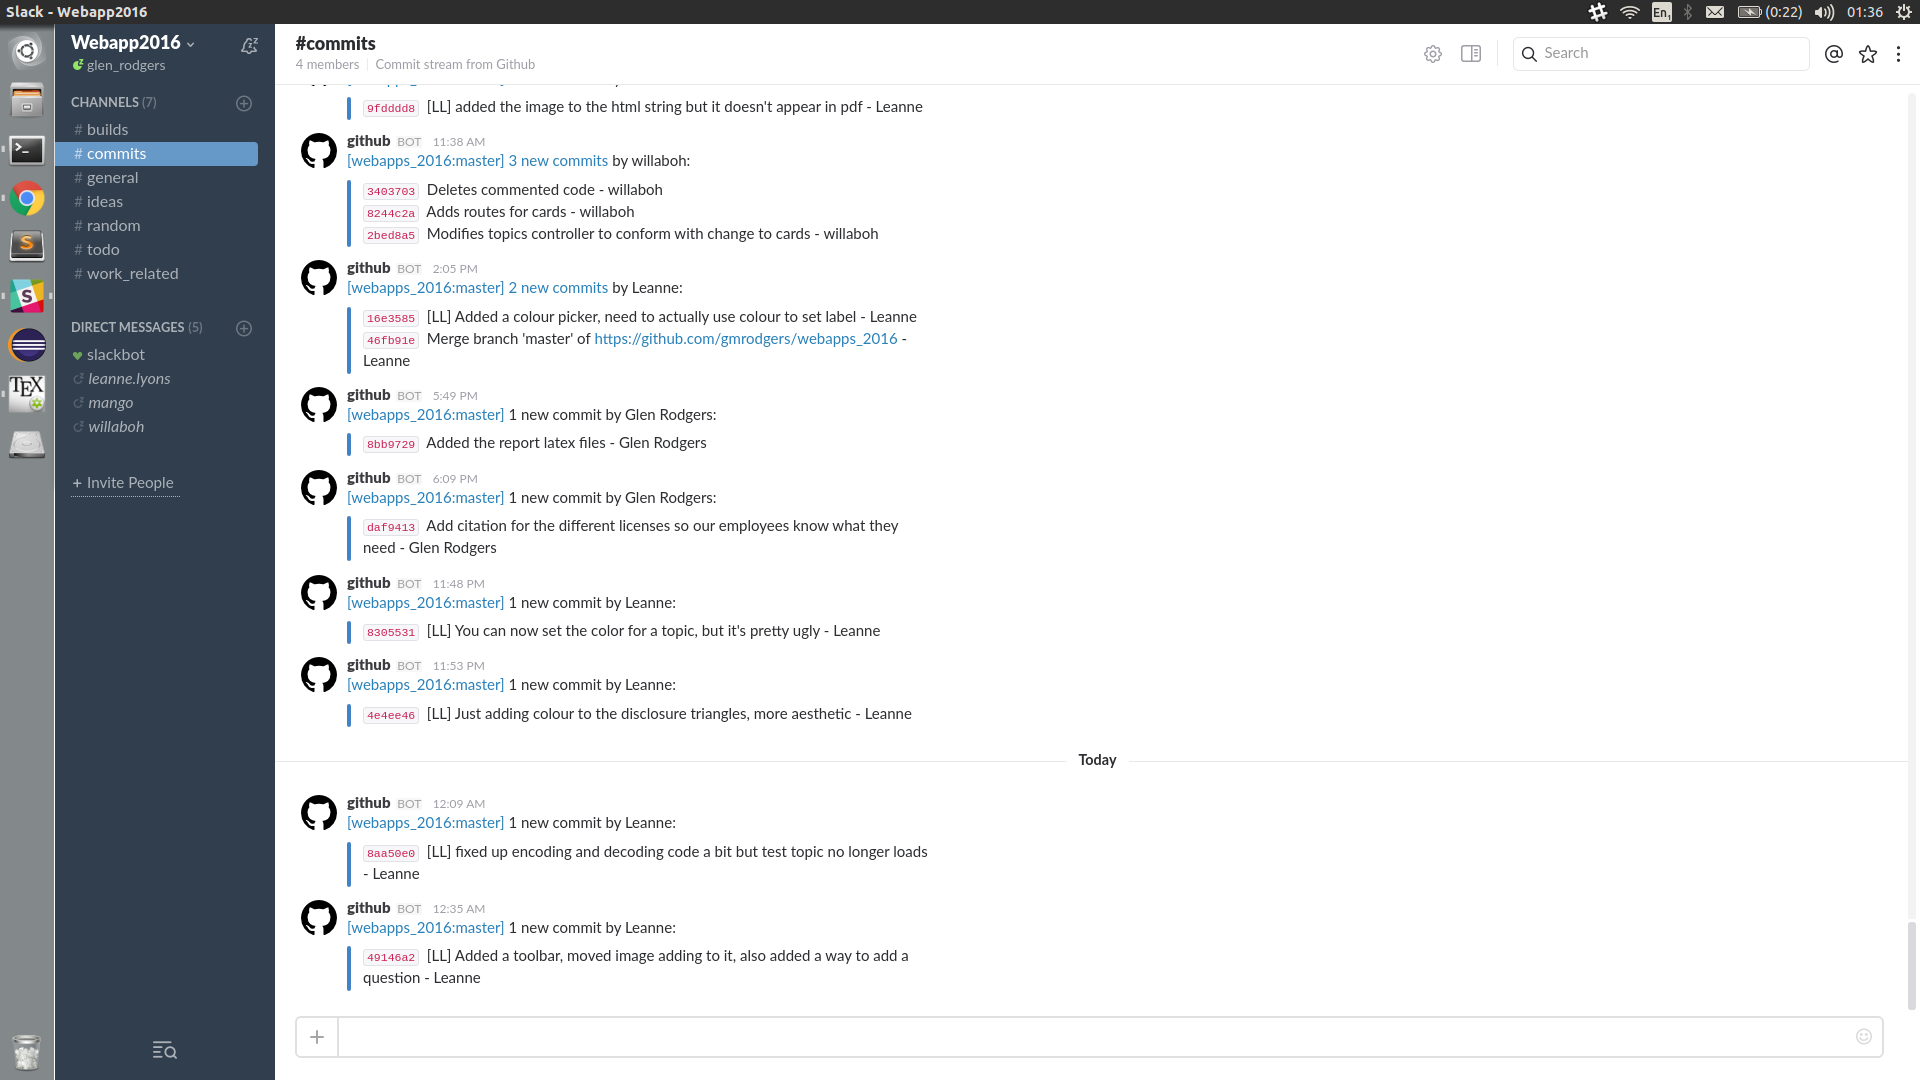 Slack - Webapp2016
En1
(0:22)
01:36
Webapp2016
glen_rodgers
CHANNELS (7)
# builds
# commits
# general
# ideas
# random
# todo
# work_related
DIRECT MESSAGES (5)
slackbot
leanne.lyons
mango
willaboh
+ Invite People
#commits
4 members
Commit stream from Github
Search
9fdddd8 [LL] added the image to the html string but it doesn't appear in pdf - Leanne
github BOT 11:38 AM
[webapps_2016:master] 3 new commits by willaboh:
3403703 Deletes commented code - willaboh
8244c2a Adds routes for cards - willaboh
2bed8a5 Modifies topics controller to conform with change to cards - willaboh
github BOT 2:05 PM
[webapps_2016:master] 2 new commits by Leanne:
16e3585 [LL] Added a colour picker, need to actually use colour to set label - Leanne
46fb91e Merge branch 'master' of https://github.com/gmrodgers/webapps_2016 -
Leanne
github BOT 5:49 PM
[webapps_2016:master] 1 new commit by Glen Rodgers:
8bb9729 Added the report latex files - Glen Rodgers
github BOT 6:09 PM
[webapps_2016:master] 1 new commit by Glen Rodgers:
daf9413 Add citation for the different licenses so our employees know what they
need - Glen Rodgers
github BOT 11:48 PM
[webapps_2016:master] 1 new commit by Leanne:
8305531 [LL] You can now set the color for a topic, but it's pretty ugly - Leanne
github BOT 11:53 PM
[webapps_2016:master] 1 new commit by Leanne:
4e4ee46 [LL] Just adding colour to the disclosure triangles, more aesthetic - Leanne
Today
github BOT 12:09 AM
[webapps_2016:master] 1 new commit by Leanne:
8aa50e0 [LL] fixed up encoding and decoding code a bit but test topic no longer loads
- Leanne
github BOT 12:35 AM
[webapps_2016:master] 1 new commit by Leanne:
49146a2 [LL] Added a toolbar, moved image adding to it, also added a way to add a
question - Leanne